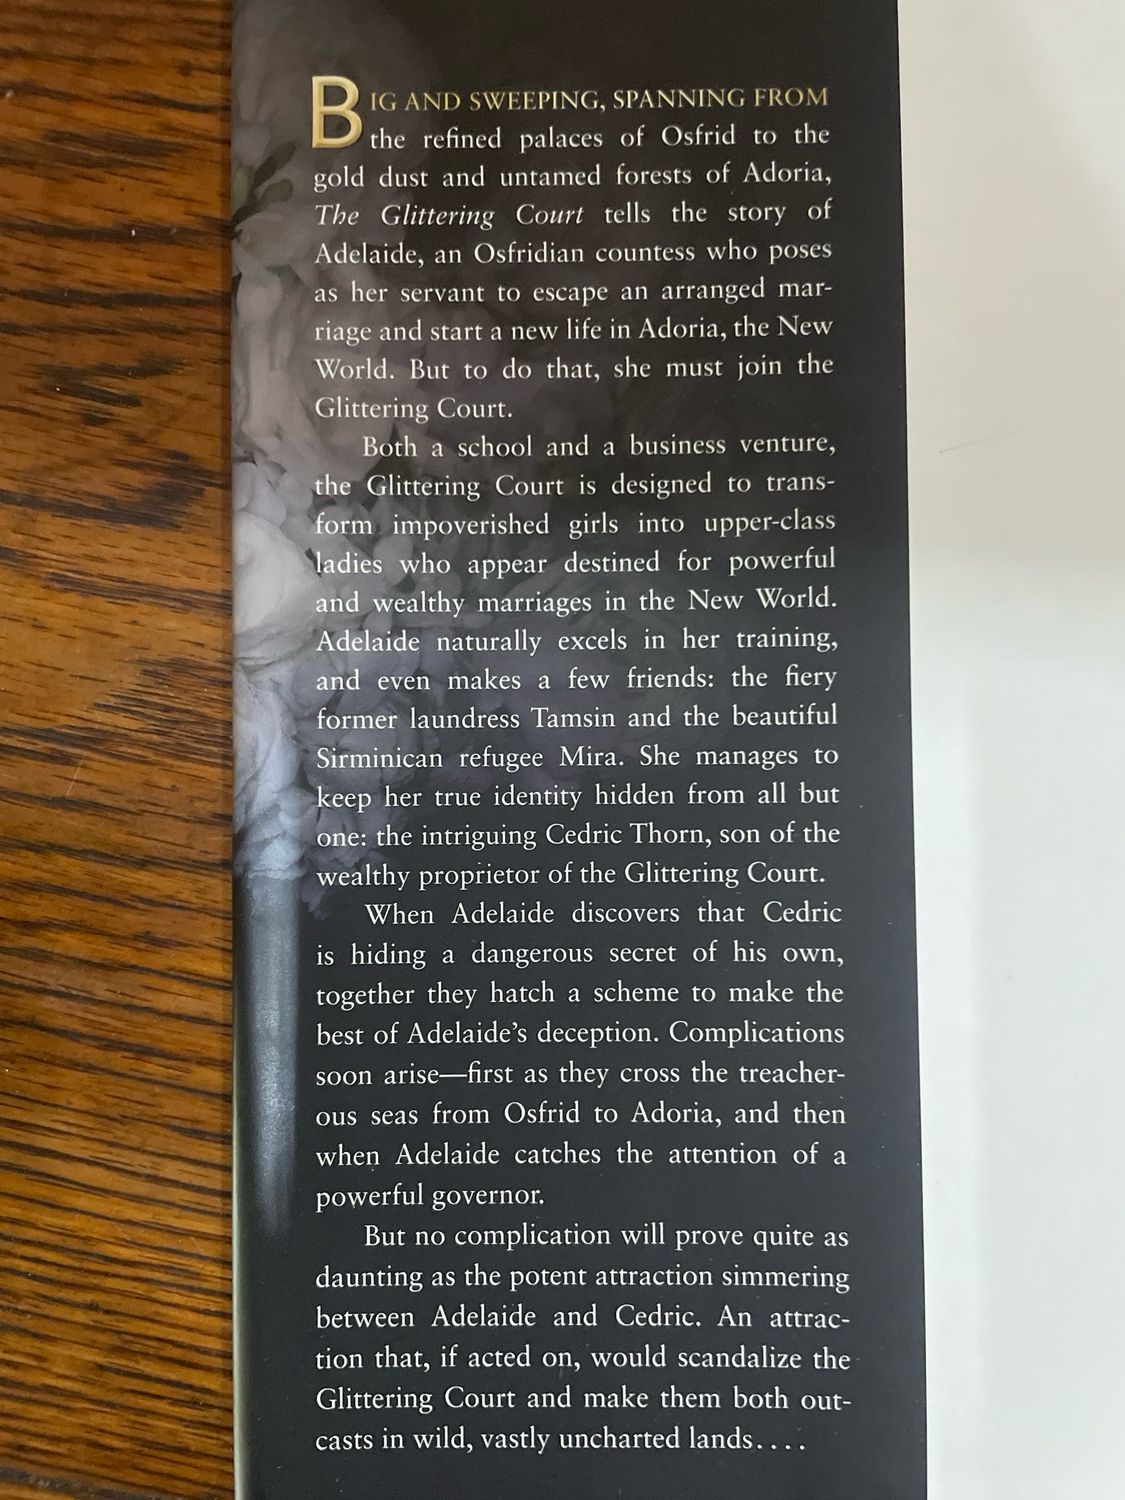 BIG AND SWEEPING, SPANNING FROM
the refined palaces of Osfrid to the
gold dust and untamed forests of Adoria,
The Glittering Court tells the story of
Adelaide, an Osfridian countess who poses
as her servant to escape an arranged mar-
riage and start a new life in Adoria, the New
World. But to do that, she must join the
Glittering Court.
Both a school and a business venture,
the Glittering Court is designed to trans-
form impoverished girls into upper-class
ladies who appear destined for powerful
and wealthy marriages in the New World.
Adelaide naturally excels in her training,
and even makes a few friends: the fiery
former laundress Tamsin and the beautiful
Sirminican refugee Mira. She manages to
keep her true identity hidden from all but
one: the intriguing Cedric Thorn, son of the
wealthy proprietor of the Glittering Court.
When Adelaide discovers that Cedric
is hiding a dangerous secret of his own,
together they hatch a scheme to make the
best of Adelaide’s deception. Complications
soon arise—first as they cross the treacher-
ous seas from Osfrid to Adoria, and then
when Adelaide catches the attention of a
powerful governor.
But no complication will prove quite as
daunting as the potent attraction simmering
between Adelaide and Cedric. An attrac-
tion that, if acted on, would scandalize the
Glittering Court and make them both out-
casts in wild, vastly uncharted lands. . . .